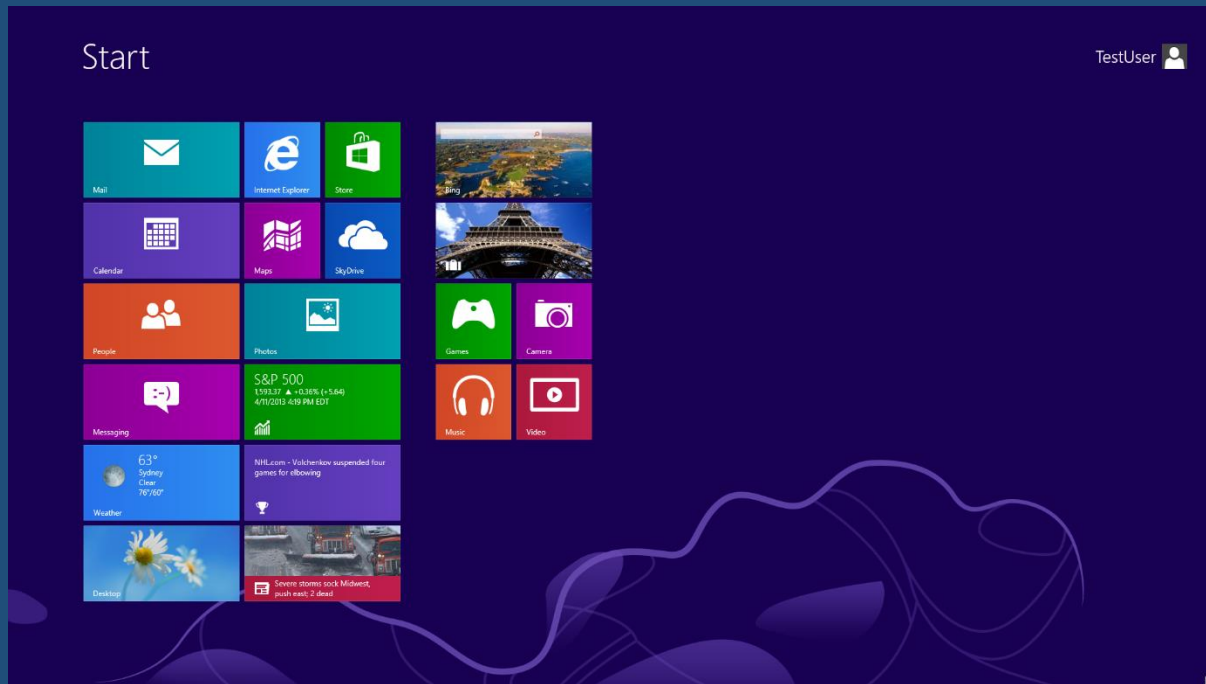 Start
TestUser
Mail
Internet Explorer
Store
Calendar
Maps
SkyDrive
People
Photos
Messaging
S&P 500
1,593.37 ▲ +0.36% (+5.64)
4/11/2013 4:19 PM EDT
63°
Sydney
Clear
76°/60°
Weather
NHL.com - Volchenkov suspended four
games for elbowing
Desktop
Severe storms sock Midwest,
push east; 2 dead
Bing
Games
Camera
Music
Video